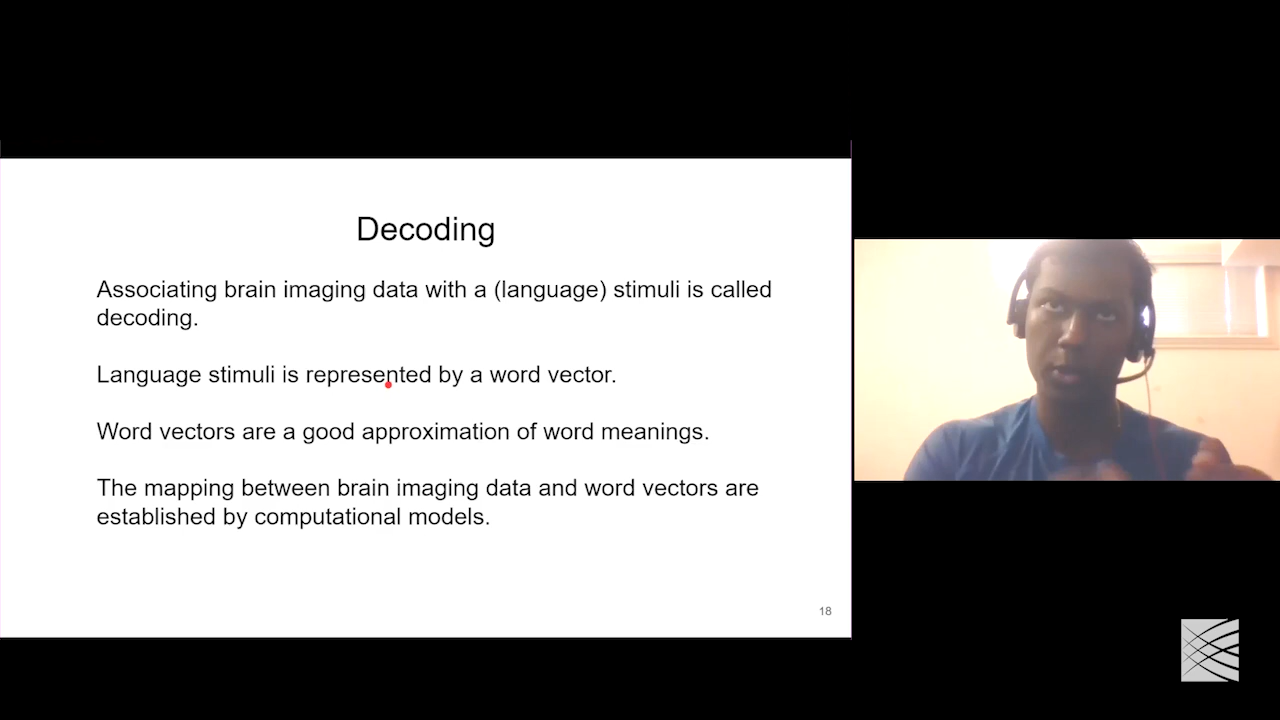 Decoding
Associating brain imaging data with a (language) stimuli is called
decoding.
Language stimuli is represented by a word vector.
Word vectors are a good approximation of word meanings.
The mapping between brain imaging data and word vectors are
established by computational models.
18